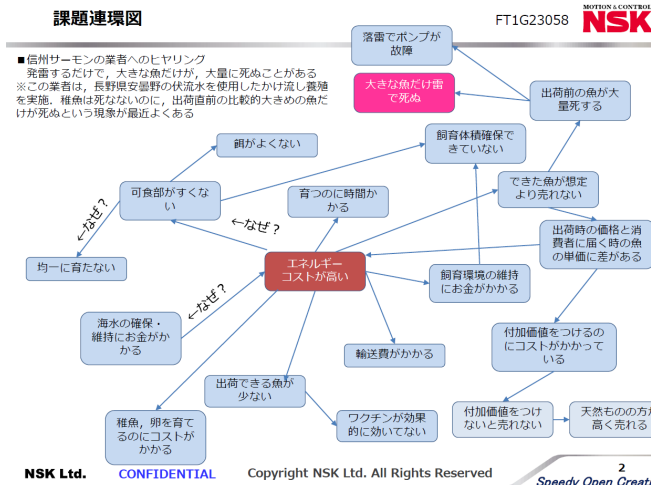 課題連環図
FT1G23058
MOTION & CONTROL
NSK
■信州サーモンの業者へのヒヤリング
発雷するだけで，大きな魚だけが，大量に死ぬことがある
※この業者は，長野県安曇野の伏流水を使用したかけ流し養殖
を実施．稚魚は死なないのに，出荷直前の比較的大きめの魚だ
けが死ぬという現象が最近よくある
落雷でポンプが
故障
大きな魚だけ雷
で死ぬ
出荷前の魚が大
量死する
餌がよくない
飼育体積確保で
きていない
可食部がすくな
い
育つのに時間か
かる
できた魚が想定
より売れない
←なぜ？
←なぜ？
出荷時の価格と消
費者に届く時の魚
の単価に差がある
均一に育たない
エネルギー
コストが高い
飼育環境の維持
にお金がかかる
←なぜ？
海水の確保・
維持にお金がか
かる
輸送費がかかる
付加価値をつけるの
にコストがかかって
いる
出荷できる魚が
少ない
稚魚，卵を育て
るのにコストが
かかる
ワクチンが効果
的に効いてない
付加価値をつけ
ないと売れない
天然ものの方が
高く売れる
NSK Ltd.
CONFIDENTIAL
Copyright NSK Ltd. All Rights Reserved
2
Speedy Open Creati